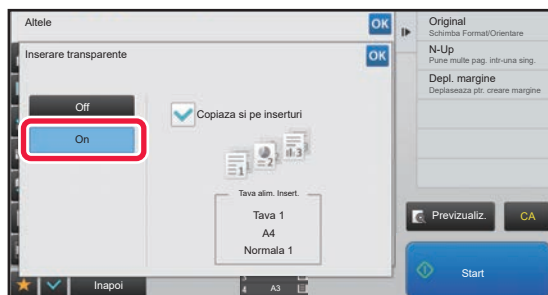 Altele
OK
Inserare transparente
OK
Off
On
Copiaza si pe inserturi
1
2
3
Tava alim. Insert.
Tava 1
A4
Normala 1
Inapoi
4 A3
Original
Schimba Format/Orientare
N-Up
Pune multe pag. intr-una sing.
Depl. margine
Deplaseaza ptr. creare margine
Previzualiz.
CA
Start